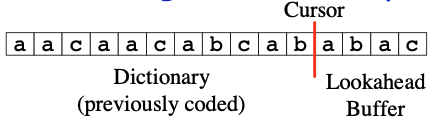 Cursor
a a c a a c a b c a b a b a c
Dictionary
(previously coded)
Lookahead
Buffer